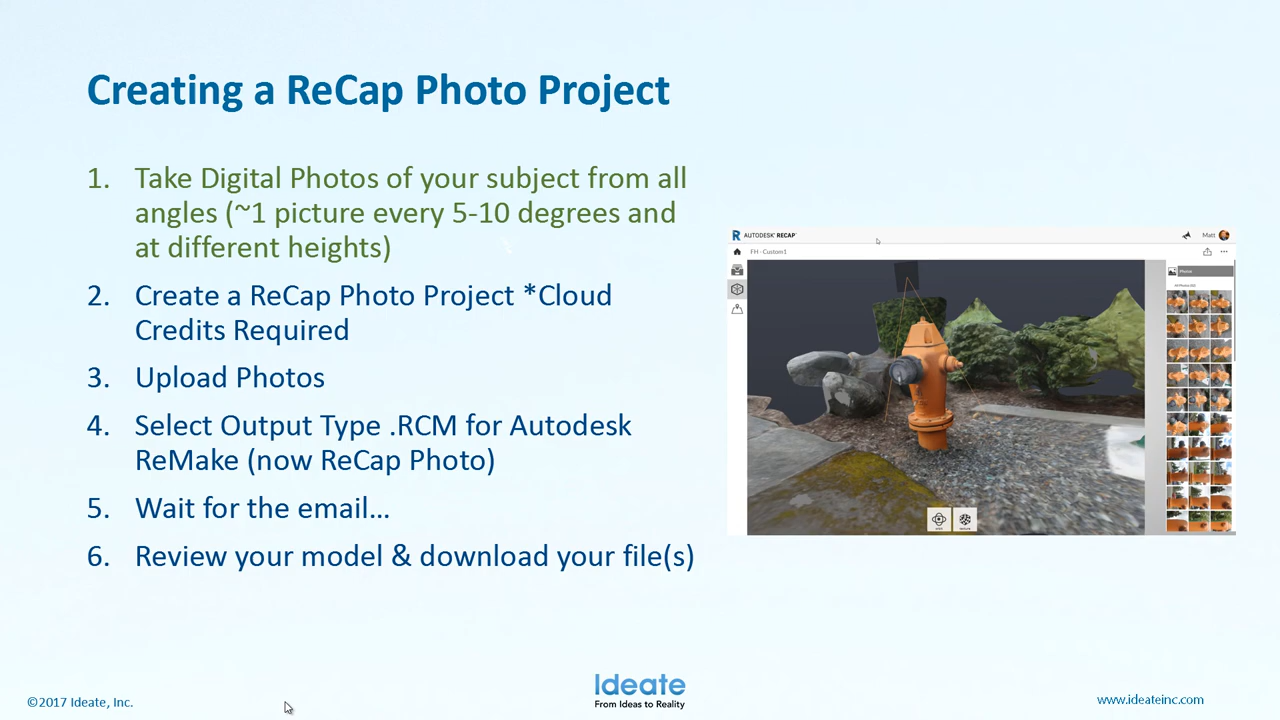 Creating a ReCap Photo Project
1. Take Digital Photos of your subject from all
angles (~1 picture every 5-10 degrees and
at different heights)
2. Create a ReCap Photo Project *Cloud
Credits Required
3. Upload Photos
4. Select Output Type .RCM for Autodesk
ReMake (now ReCap Photo)
5. Wait for the email...
6. Review your model & download your file(s)
AUTODESK® RECAP™
Matt
FH - Custom1
Photos
©2017 Ideate, Inc.
Ideate
From Ideas to Reality
www.ideateinc.com